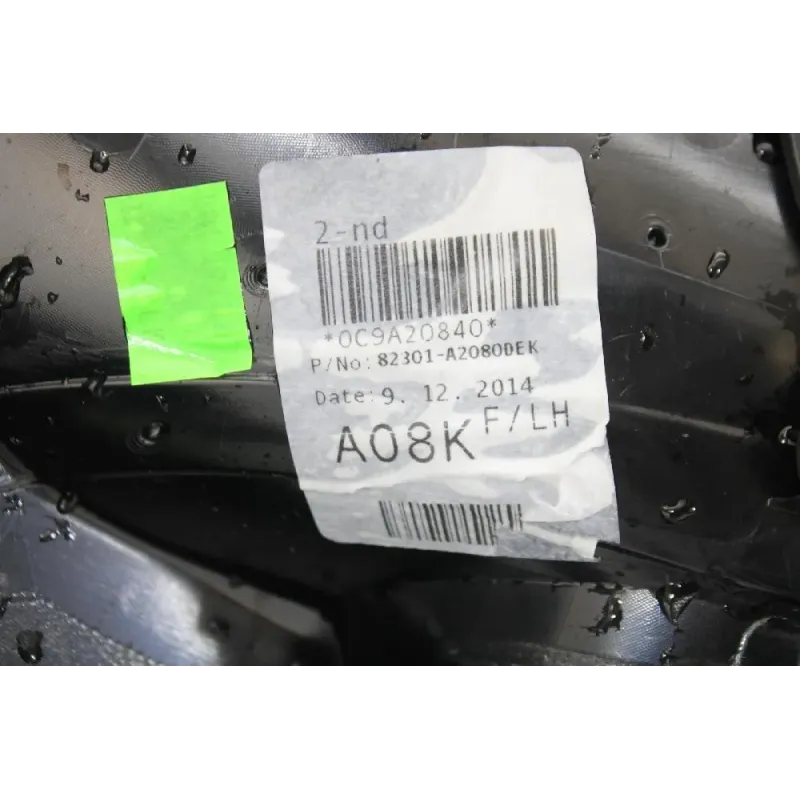 2-nd
*0C9A20840*
P/No: 82301-A2080DEK
Date: 9. 12. 2014
A08K F/LH